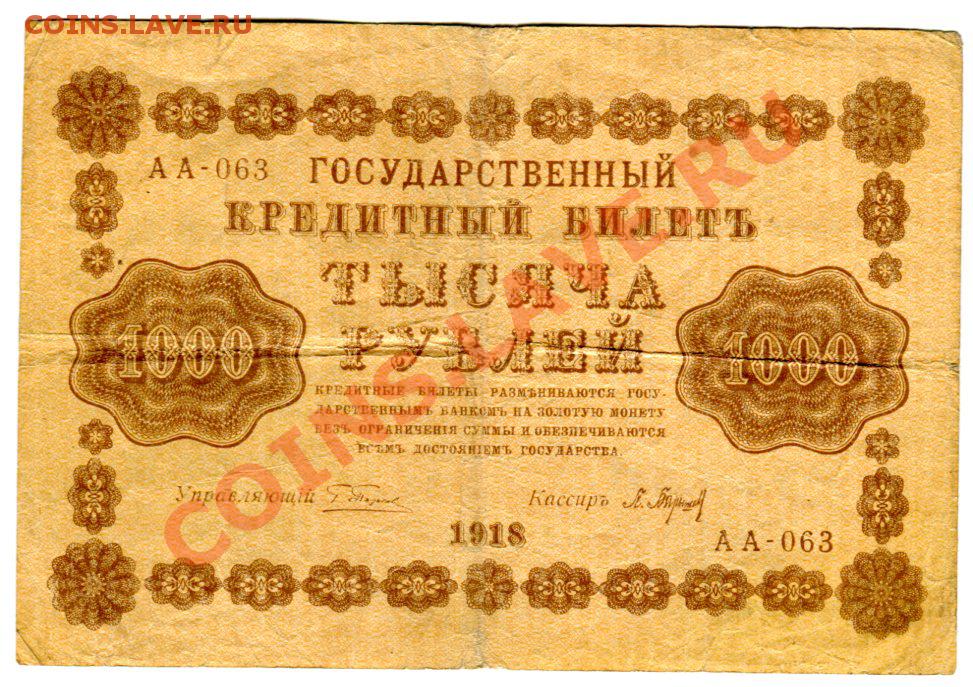 COINS.LAVE.RU
АА-063 ГОСУДАРСТВЕННЫЙ
КРЕДИТНЫЙ БИЛЕТЪ
ТЫСЯЧА
РУБЛЕЙ
1000
1000
КРЕДИТНЫЕ БИЛЕТЫ РАЗМѢНИВАЮТСЯ ГОСУ-
ДАРСТВЕННЫМЪ БАНКОМЪ НА ЗОЛОТУЮ МОНЕТУ
БЕЗЪ ОГРАНИЧЕНІЯ СУММЫ И ОБЕЗПЕЧИВАЮТСЯ
ВСѢМЪ ДОСТОЯНІЕМЪ ГОСУДАРСТВА.
Управляющій
Кассиръ
1918
АА-063
COINS.LAVE.RU